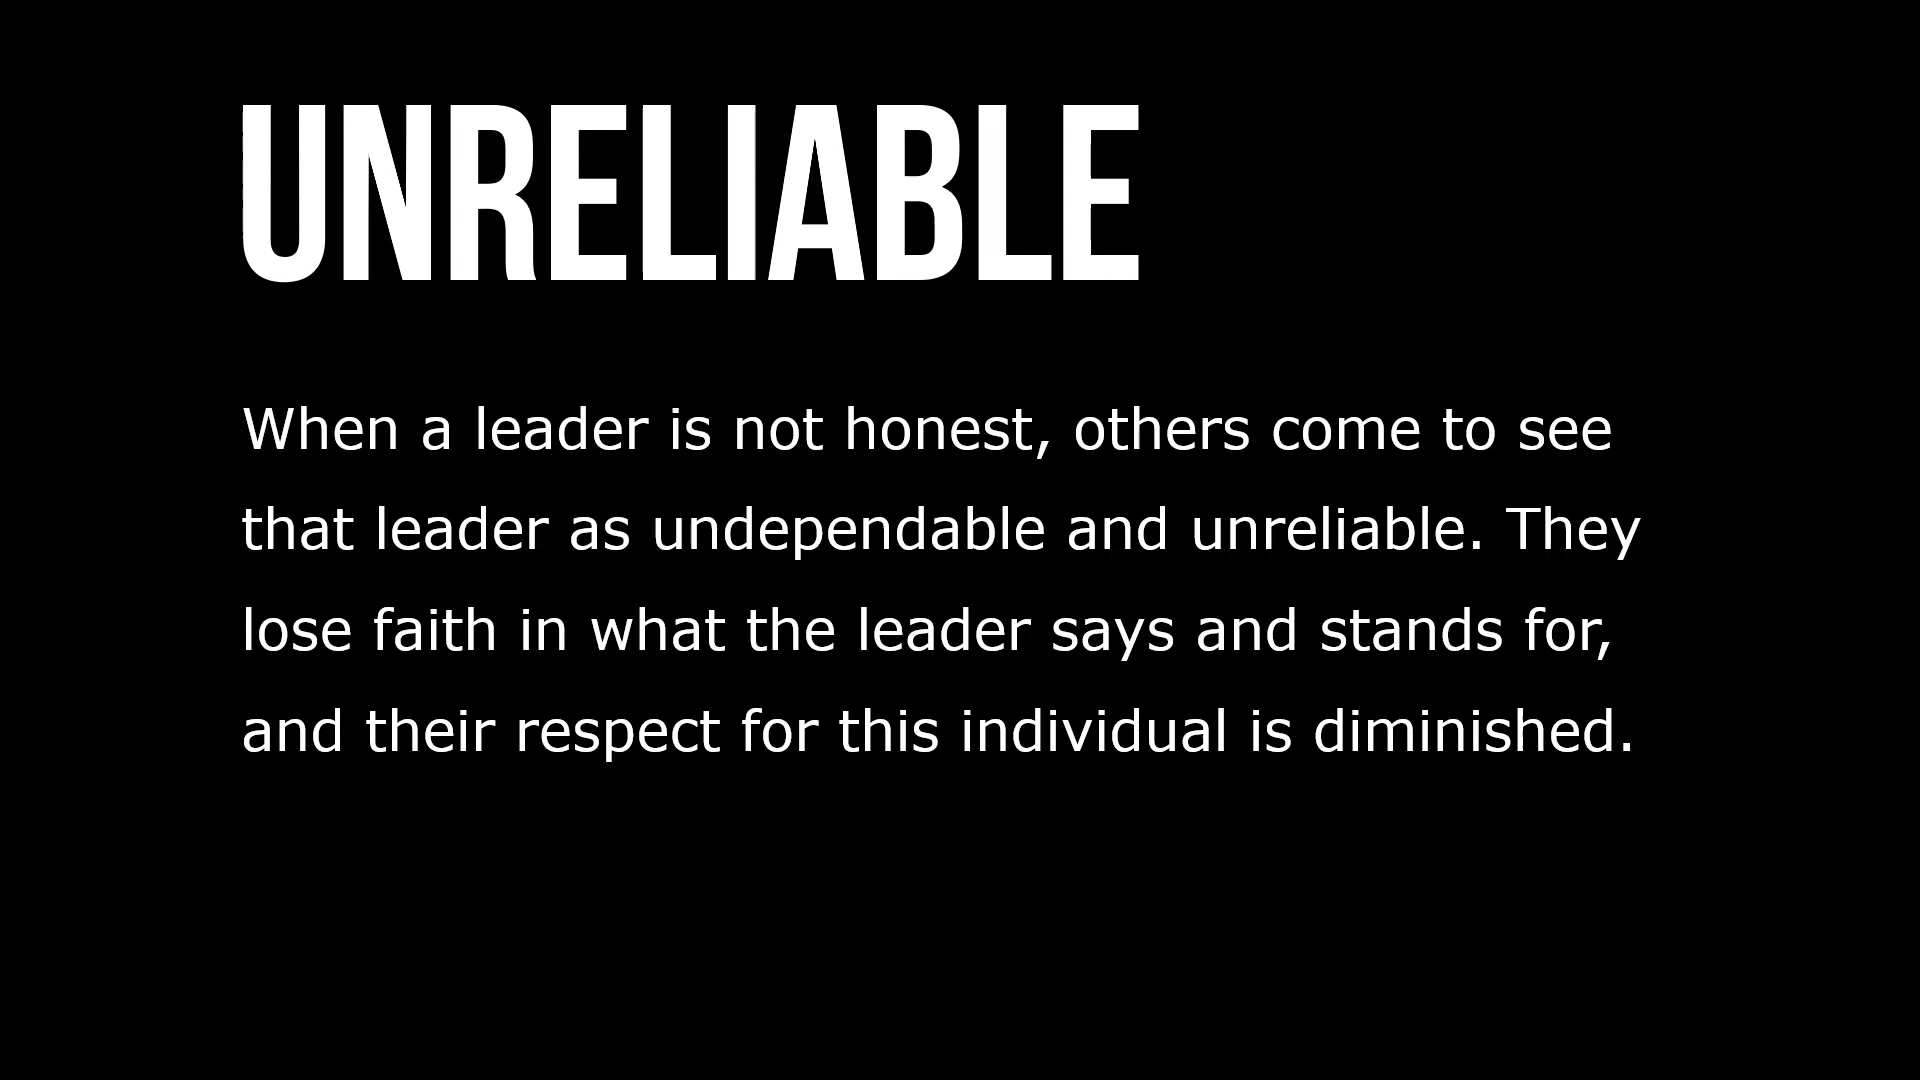 UNRELIABLE
When a leader is not honest, others come to see
that leader as undependable and unreliable. They
lose faith in what the leader says and stands for,
and their respect for this individual is diminished.